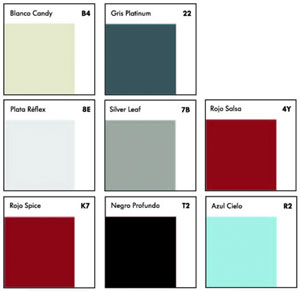 Blanco Candy B4
Gris Platinum 22
Plata Réflex 8E
Silver Leaf 7B
Rojo Salsa 4Y
Rojo Spice K7
Negro Profundo T2
Azul Cielo R2